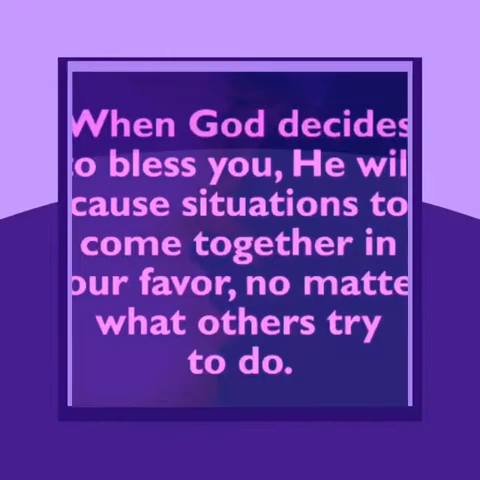 When God decides
to bless you, He wil
cause situations to
come together in
our favor, no matte
what others try
to do.